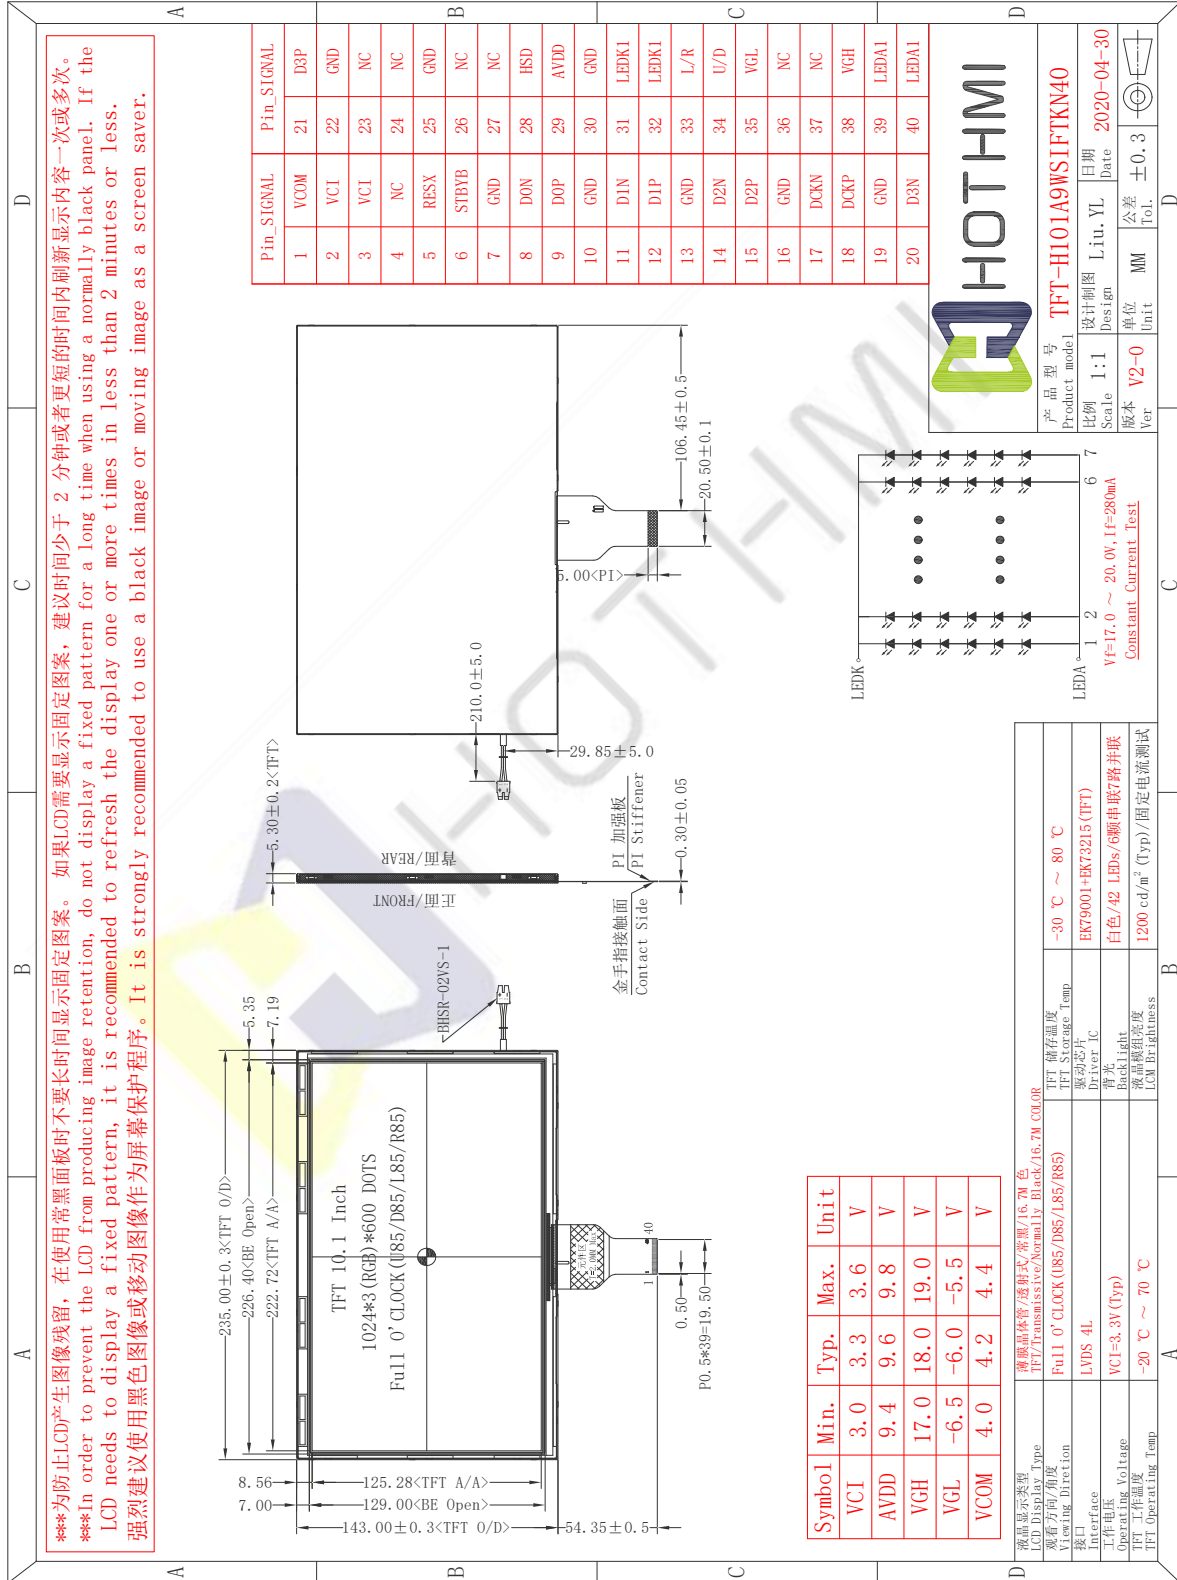 ***为防止LCD产生图像残留，在使用常黑面板时不要长时间显示固定图案。 如果LCD需要显示固定图案，建议时间少于 2 分钟或者更短的时间内刷新显示内容一次或多次。
***In order to prevent the LCD from producing image retention, do not display a fixed pattern for a long time when using a normally black panel. If the
LCD needs to display a fixed pattern, it is recommended to refresh the display one or more times in less than 2 minutes or less.
强烈建议使用黑色图像或移动图像作为屏幕保护程序。It is strongly recommended to use a black image or moving image as a screen saver.
A B C D
A B C D
A B C D
A B C D
235.00±0.3<TFT O/D>
226.40<BE Open>
222.72<TFT A/A>
5.35
7.19
8.56
7.00
125.28<TFT A/A>
129.00<BE Open>
143.00±0.3<TFT O/D>
54.35±0.5
TFT 10.1 Inch
1024*3(RGB)*600 DOTS
Full O'CLOCK(U85/D85/L85/R85)
BHSR-02VS-1
元件区
T=2.0MM Max
1
40
0.50
P0.5*39=19.50
5.30±0.2<TFT>
正面/FRONT
背面/REAR
金手指接触面
Contact Side
PI 加强板
PI Stiffener
0.30±0.05
210.0±5.0
29.85±5.0
5.00<PI>
106.45±0.5
20.50±0.1
Pin_SIGNAL Pin_SIGNAL
1 VCOM 21 D3P
2 VCI 22 GND
3 VCI 23 NC
4 NC 24 NC
5 RESX 25 GND
6 STBYB 26 NC
7 GND 27 NC
8 D0N 28 HSD
9 D0P 29 AVDD
10 GND 30 GND
11 D1N 31 LEDK1
12 D1P 32 LEDK1
13 GND 33 L/R
14 D2N 34 U/D
15 D2P 35 VGL
16 GND 36 NC
17 DCKN 37 NC
18 DCKP 38 VGH
19 GND 39 LEDA1
20 D3N 40 LEDA1
Symbol Min. Typ. Max. Unit
VCI 3.0 3.3 3.6 V
AVDD 9.4 9.6 9.8 V
VGH 17.0 18.0 19.0 V
VGL -6.5 -6.0 -5.5 V
VCOM 4.0 4.2 4.4 V
LEDK
LEDA
1 2 6 7
Vf=17.0 ～ 20.0V,If=280mA
Constant Current Test
液晶显示类型
LCD Display Type
薄膜晶体管/透射式/常黑/16.7M 色
TFT/Transmissive/Normally Black/16.7M COLOR
观看方向/角度
Viewing Diretion
Full O'CLOCK(U85/D85/L85/R85)
接口
Interface
LVDS 4L
工作电压
Operating Voltage
VCI=3.3V(Typ)
TFT 工作温度
TFT Operating Temp
-20 ℃ ～ 70 ℃
TFT 储存温度
TFT Storage Temp
-30 ℃ ～ 80 ℃
驱动芯片
Driver IC
EK79001+EK73215(TFT)
背光
Backlight
白色/42 LEDs/6颗串联7路并联
液晶模组亮度
LCM Brightness
1200 cd/m² (Typ)/固定电流测试
HOTHMI
产 品 型 号
Product model
TFT-H101A9WSIFTKN40
比例
Scale
1:1
设计制图
Design
Liu.YL
日期
Date
2020-04-30
版本
Ver
V2-0
单位
Unit
MM
公差
Tol.
±0.3
HOTHMI